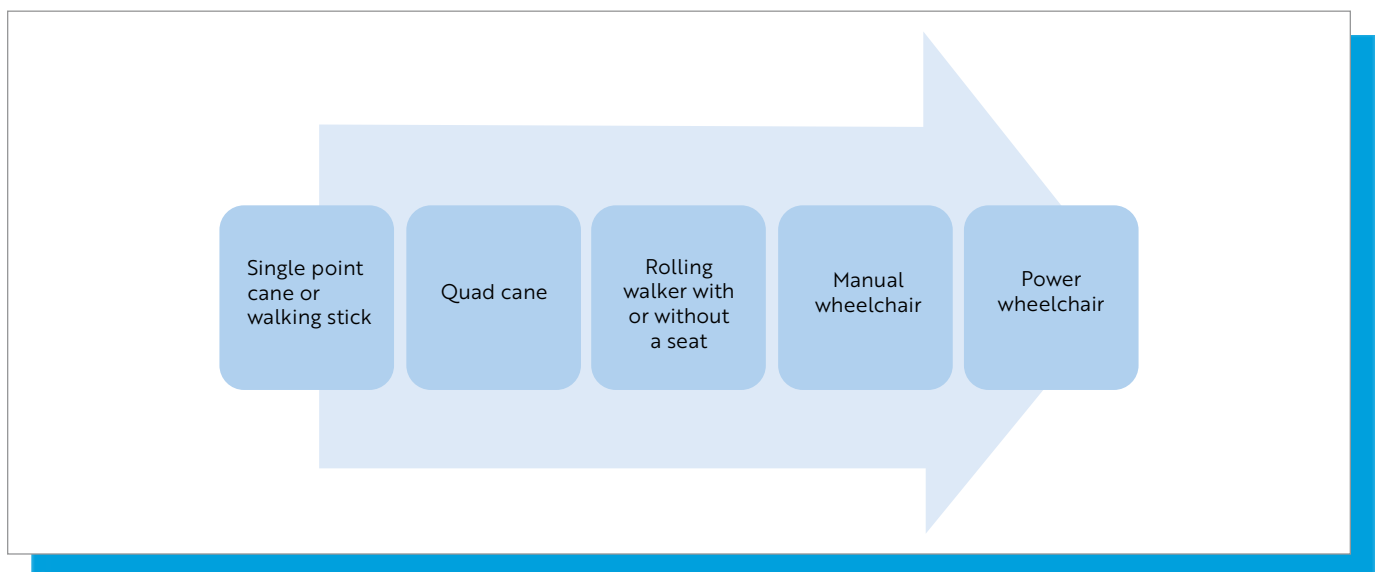 Single point
cane or
walking stick
Quad cane
Rolling
walker with
or without
a seat
Manual
wheelchair
Power
wheelchair